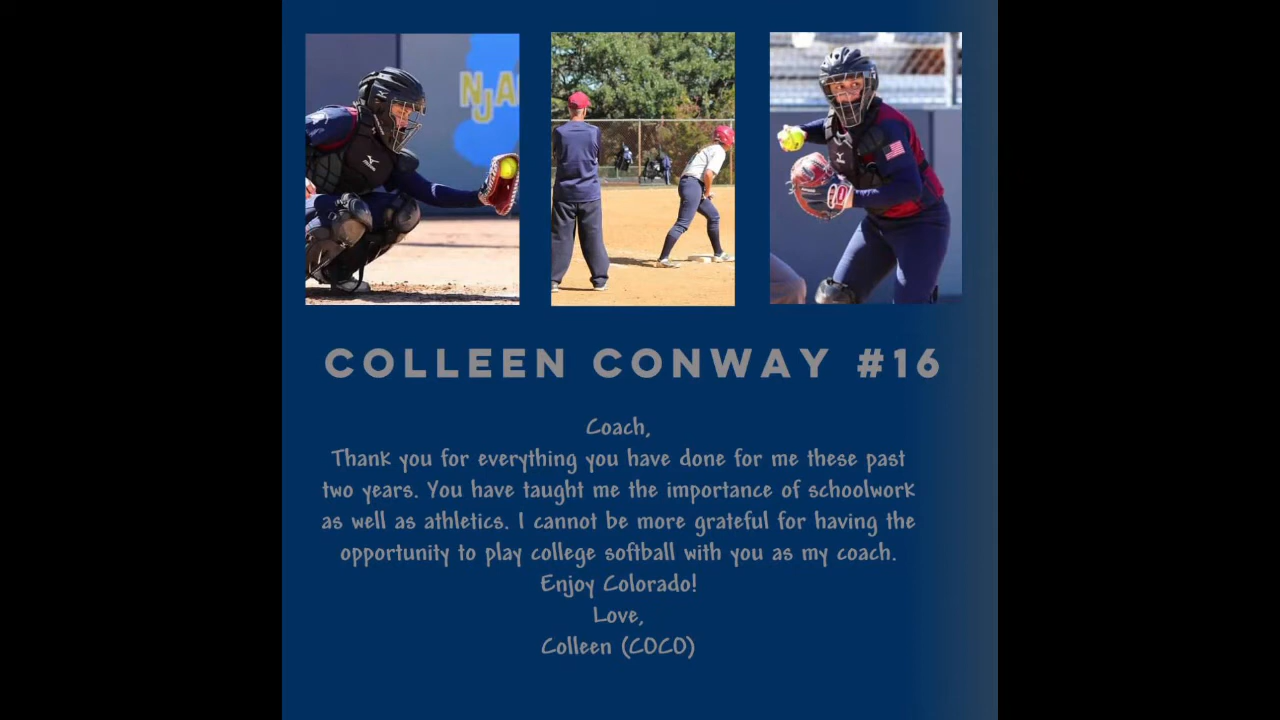 NJA
COLLEEN CONWAY #16
Coach,
Thank you for everything you have done for me these past
two years. You have taught me the importance of schoolwork
as well as athletics. I cannot be more grateful for having the
opportunity to play college softball with you as my coach.
Enjoy Colorado!
Love,
Colleen (COCO)